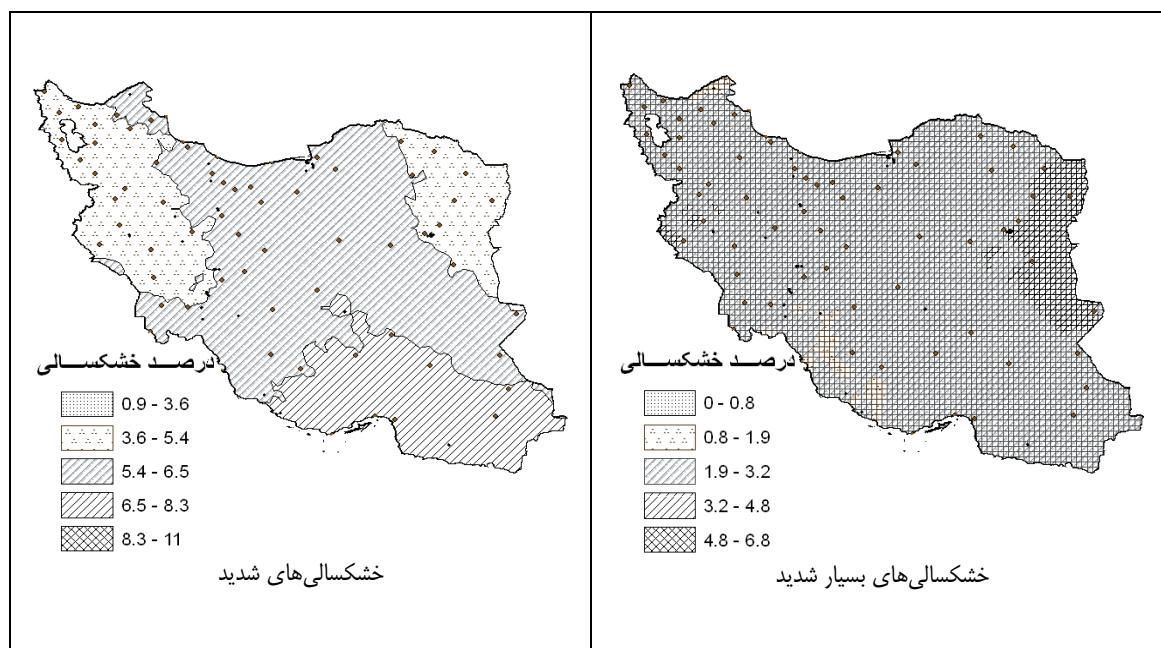 درصد خشکسالی
0.9 - 3.6
3.6 - 5.4
5.4 - 6.5
6.5 - 8.3
8.3 - 11
خشکسالی‌های شدید
درصد خشکسالی
0 - 0.8
0.8 - 1.9
1.9 - 3.2
3.2 - 4.8
4.8 - 6.8
خشکسالی‌های بسیار شدید